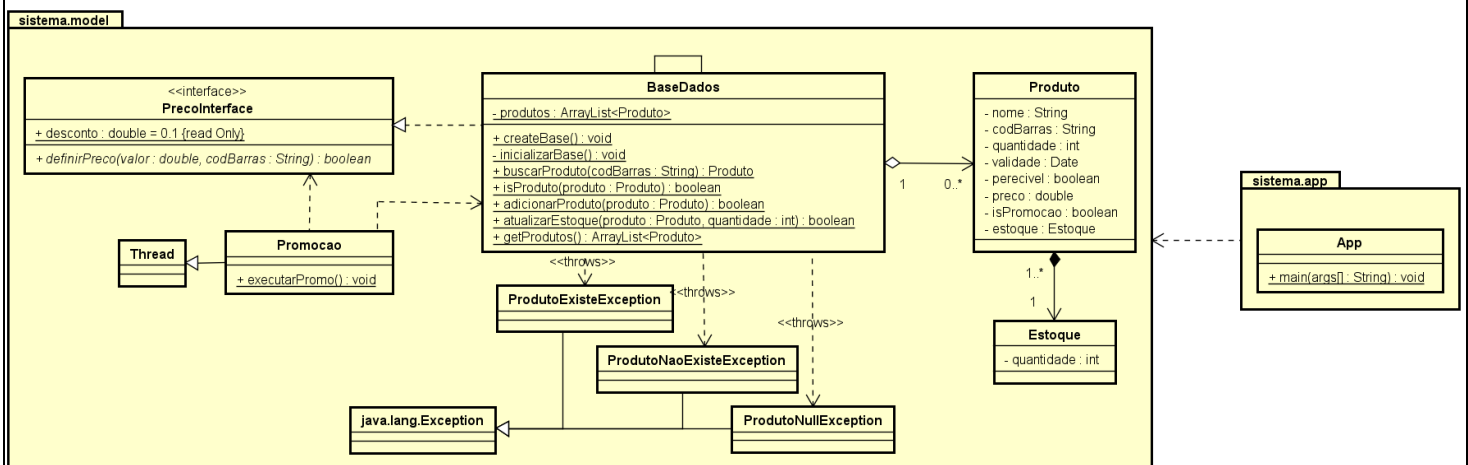 sistema.model
<<interface>>
PrecoInterface
+ desconto : double = 0.1 {read Only}
+ definirPreco(valor : double, codBarras : String) : boolean
BaseDados
- produtos : ArrayList<Produto>
+ createBase() : void
- inicializarBase() : void
+ buscarProduto(codBarras : String) : Produto
+ isProduto(produto : Produto) : boolean
+ adicionarProduto(produto : Produto) : boolean
+ atualizarEstoque(produto : Produto, quantidade : int) : boolean
+ getProdutos() : ArrayList<Produto>
1
0..*
Produto
- nome : String
- codBarras : String
- quantidade : int
- validade : Date
- perecivel : boolean
- preco : double
- isPromocao : boolean
- estoque : Estoque
sistema.app
App
+ main(args[] : String) : void
Thread
Promocao
+ executarPromo() : void
<<throws>>
<<throws>>
<<throws>>
ProdutoExisteException
ProdutoNaoExisteException
ProdutoNullException
java.lang.Exception
1..*
1
Estoque
- quantidade : int